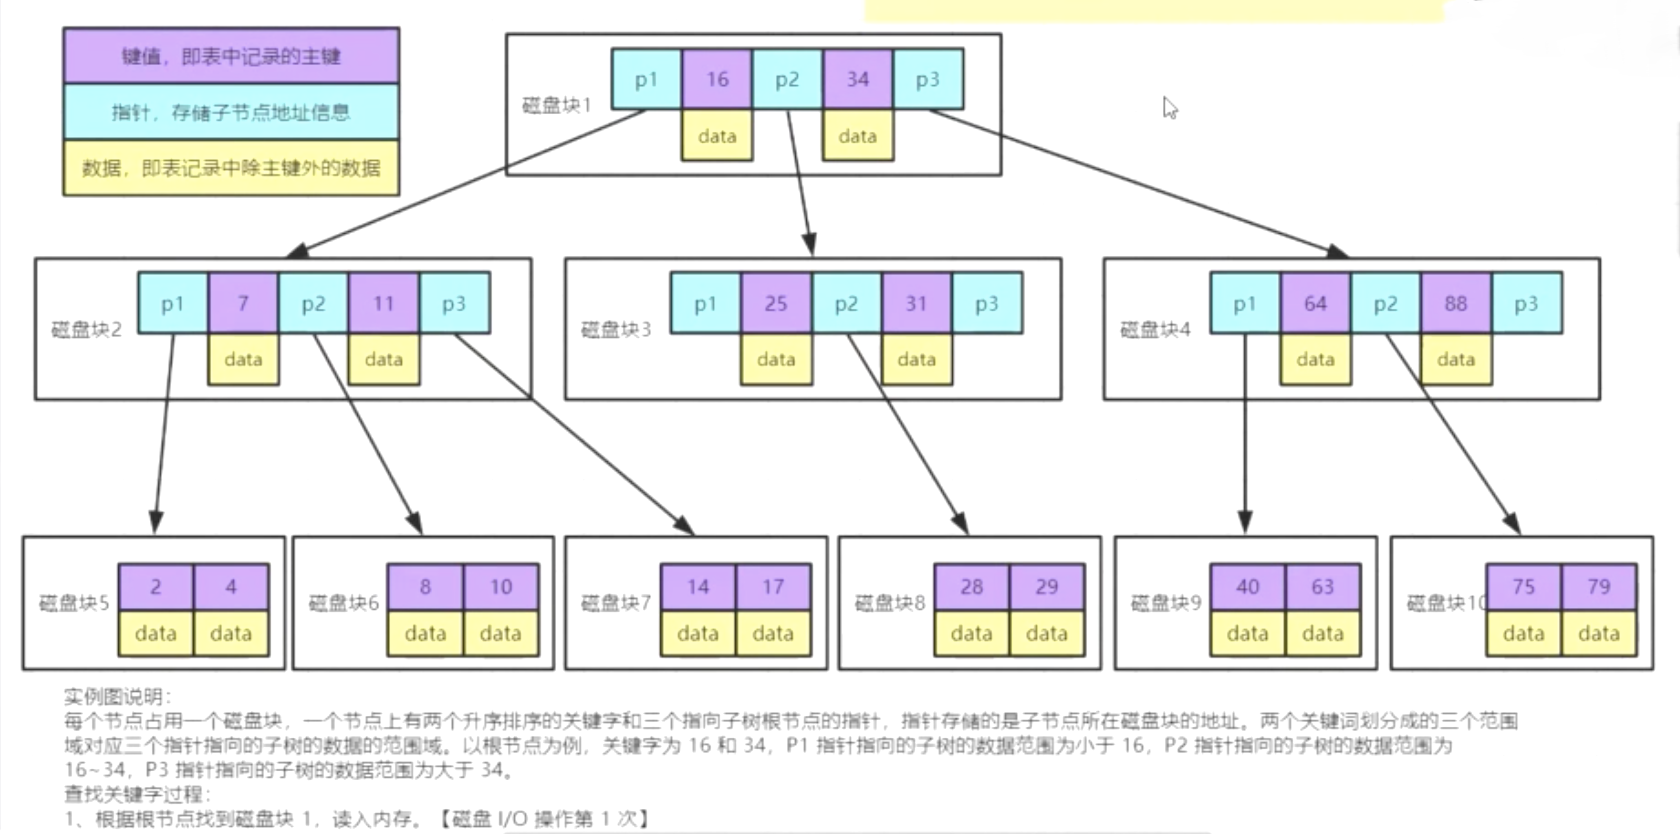 键值，即表中记录的主键
指针，存储子节点地址信息
数据，即表记录中除主键外的数据
磁盘块1
p1 16 p2 34 p3
data data
磁盘块2
p1 7 p2 11 p3
data data
磁盘块3
p1 25 p2 31 p3
data data
磁盘块4
p1 64 p2 88 p3
data data
磁盘块5
2 4
data data
磁盘块6
8 10
data data
磁盘块7
14 17
data data
磁盘块8
28 29
data data
磁盘块9
40 63
data data
磁盘块10
75 79
data data
实例图说明：
每个节点占用一个磁盘块，一个节点上有两个升序排序的关键字和三个指向子树根节点的指针，指针存储的是子节点所在磁盘块的地址。两个关键词划分成的三个范围
域对应三个指针指向的子树的数据的范围域。以根节点为例，关键字为 16 和 34，P1 指针指向的子树的数据范围为小于 16，P2 指针指向的子树的数据范围为
16~34，P3 指针指向的子树的数据范围为大于 34。
查找关键字过程：
1、根据根节点找到磁盘块 1，读入内存。【磁盘 I/O 操作第 1 次】